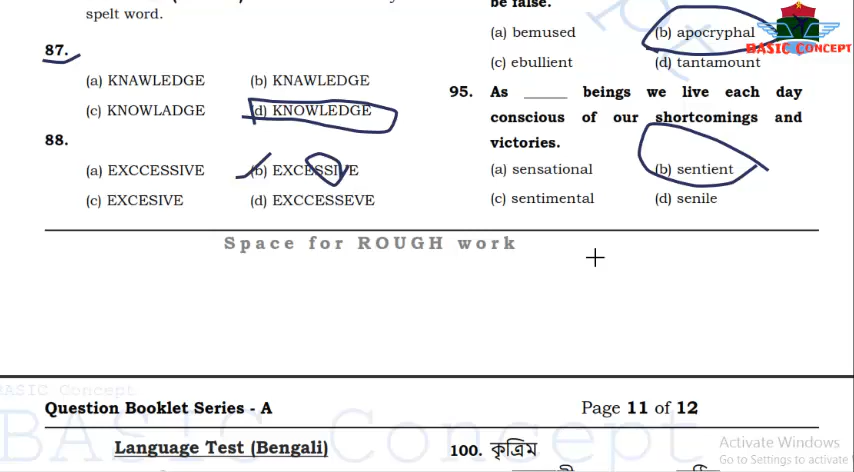 spelt word.
87.
(a) KNAWLEDGE (b) KNAWLEDGE
(c) KNOWLADGE (d) KNOWLEDGE
88.
(a) EXCCESSIVE (b) EXCESSIVE
(c) EXCESIVE (d) EXCCESSEVE
be false.
(a) bemused (b) apocryphal
(c) ebullient (d) tantamount
95. As ______ beings we live each day
conscious of our shortcomings and
victories.
(a) sensational (b) sentient
(c) sentimental (d) senile
BASIC CONCEPT
Space for ROUGH work
BASIC Concept
Question Booklet Series - A Page 11 of 12
BASIC Concept
Language Test (Bengali) 100. কৃত্রিম
Activate Windows
Go to Settings to activate